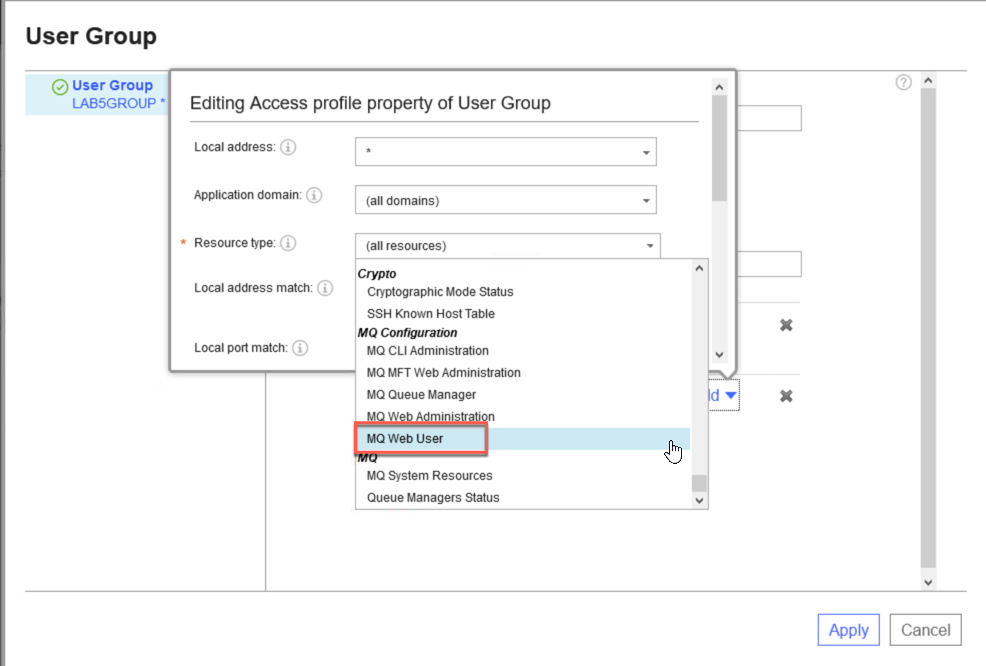 User Group
User Group
LAB5GROUP *
Editing Access profile property of User Group
Local address:
*
Application domain:
(all domains)
* Resource type:
(all resources)
Crypto
Cryptographic Mode Status
Local address match:
SSH Known Host Table
MQ Configuration
Local port match:
MQ CLI Administration
MQ MFT Web Administration
MQ Queue Manager
ld
MQ Web Administration
MQ Web User
MQ
MQ System Resources
Queue Managers Status
Apply
Cancel